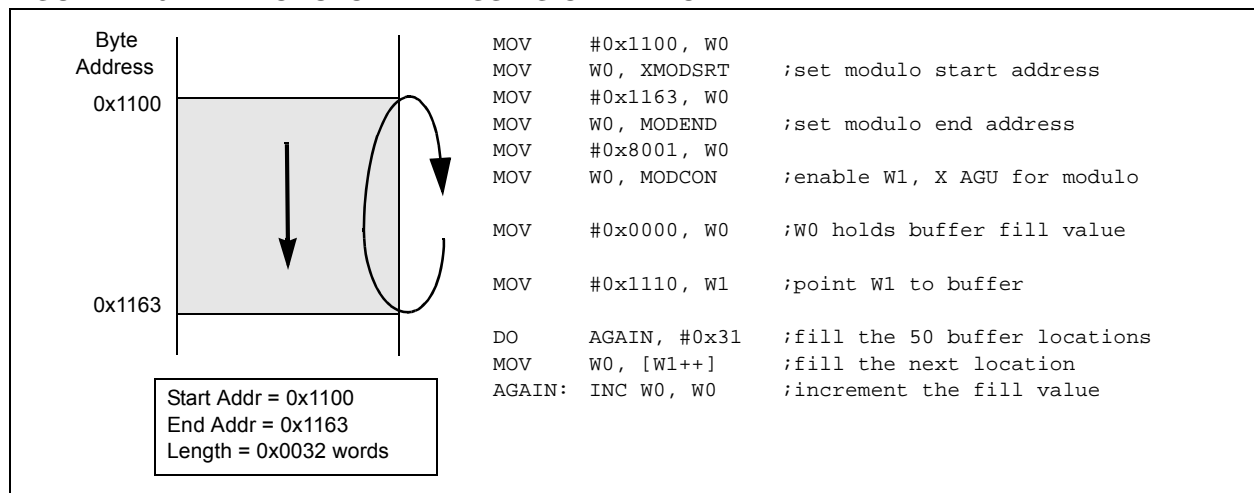 Byte
Address
0x1100
0x1163
Start Addr = 0x1100
End Addr = 0x1163
Length = 0x0032 words
MOV #0x1100, W0
MOV W0, XMODSRT ;set modulo start address
MOV #0x1163, W0
MOV W0, MODEND ;set modulo end address
MOV #0x8001, W0
MOV W0, MODCON ;enable W1, X AGU for modulo
MOV #0x0000, W0 ;W0 holds buffer fill value
MOV #0x1110, W1 ;point W1 to buffer
DO AGAIN, #0x31 ;fill the 50 buffer locations
MOV W0, [W1++] ;fill the next location
AGAIN: INC W0, W0 ;increment the fill value